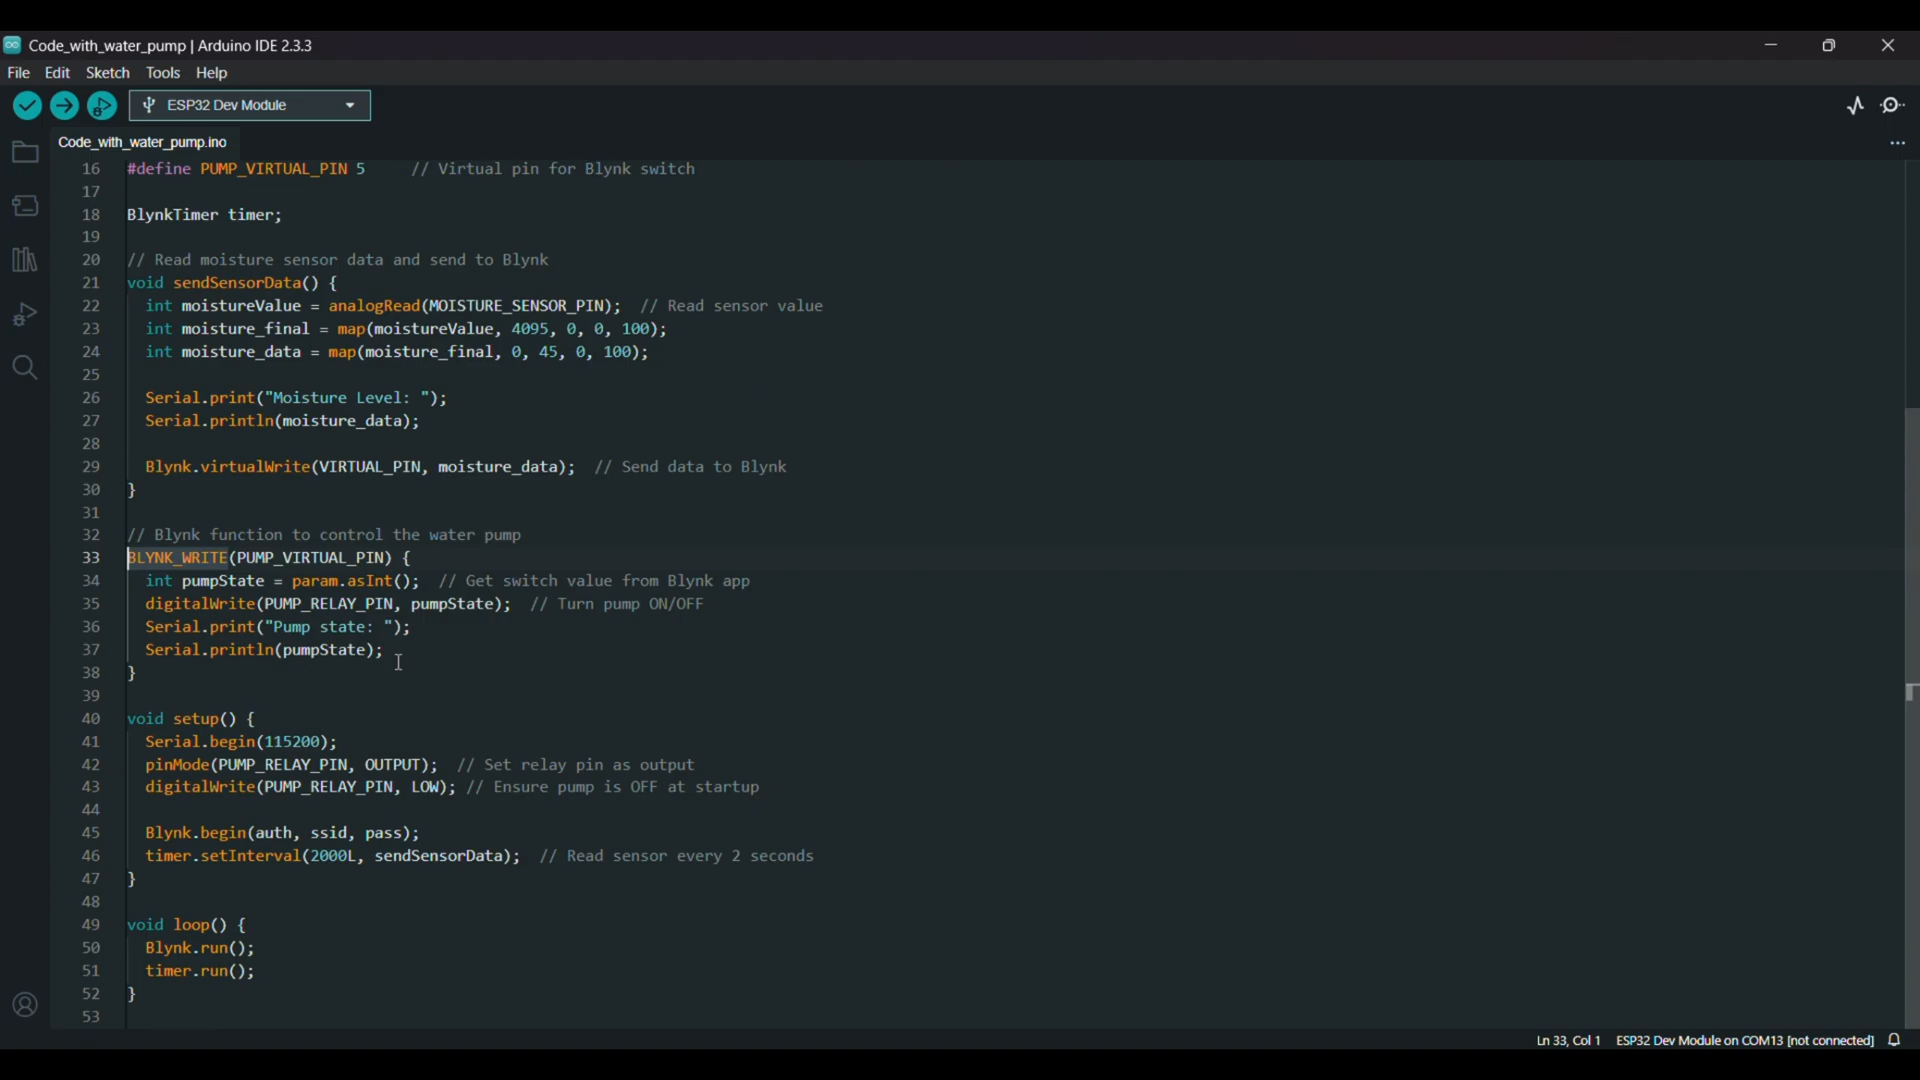 Code_with_water_pump | Arduino IDE 2.3.3
File Edit Sketch Tools Help
ESP32 Dev Module
Code_with_water_pump.ino
16 #define PUMP_VIRTUAL_PIN 5 // Virtual pin for Blynk switch
17
18 BlynkTimer timer;
19
20 // Read moisture sensor data and send to Blynk
21 void sendSensorData() {
22 int moistureValue = analogRead(MOISTURE_SENSOR_PIN); // Read sensor value
23 int moisture_final = map(moistureValue, 4095, 0, 0, 100);
24 int moisture_data = map(moisture_final, 0, 45, 0, 100);
25
26 Serial.print("Moisture Level: ");
27 Serial.println(moisture_data);
28
29 Blynk.virtualWrite(VIRTUAL_PIN, moisture_data); // Send data to Blynk
30 }
31
32 // Blynk function to control the water pump
33 BLYNK_WRITE(PUMP_VIRTUAL_PIN) {
34 int pumpState = param.asInt(); // Get switch value from Blynk app
35 digitalWrite(PUMP_RELAY_PIN, pumpState); // Turn pump ON/OFF
36 Serial.print("Pump state: ");
37 Serial.println(pumpState);
38 }
39
40 void setup() {
41 Serial.begin(115200);
42 pinMode(PUMP_RELAY_PIN, OUTPUT); // Set relay pin as output
43 digitalWrite(PUMP_RELAY_PIN, LOW); // Ensure pump is OFF at startup
44
45 Blynk.begin(auth, ssid, pass);
46 timer.setInterval(2000L, sendSensorData); // Read sensor every 2 seconds
47 }
48
49 void loop() {
50 Blynk.run();
51 timer.run();
52 }
53
Ln 33, Col 1 ESP32 Dev Module on COM13 [not connected]